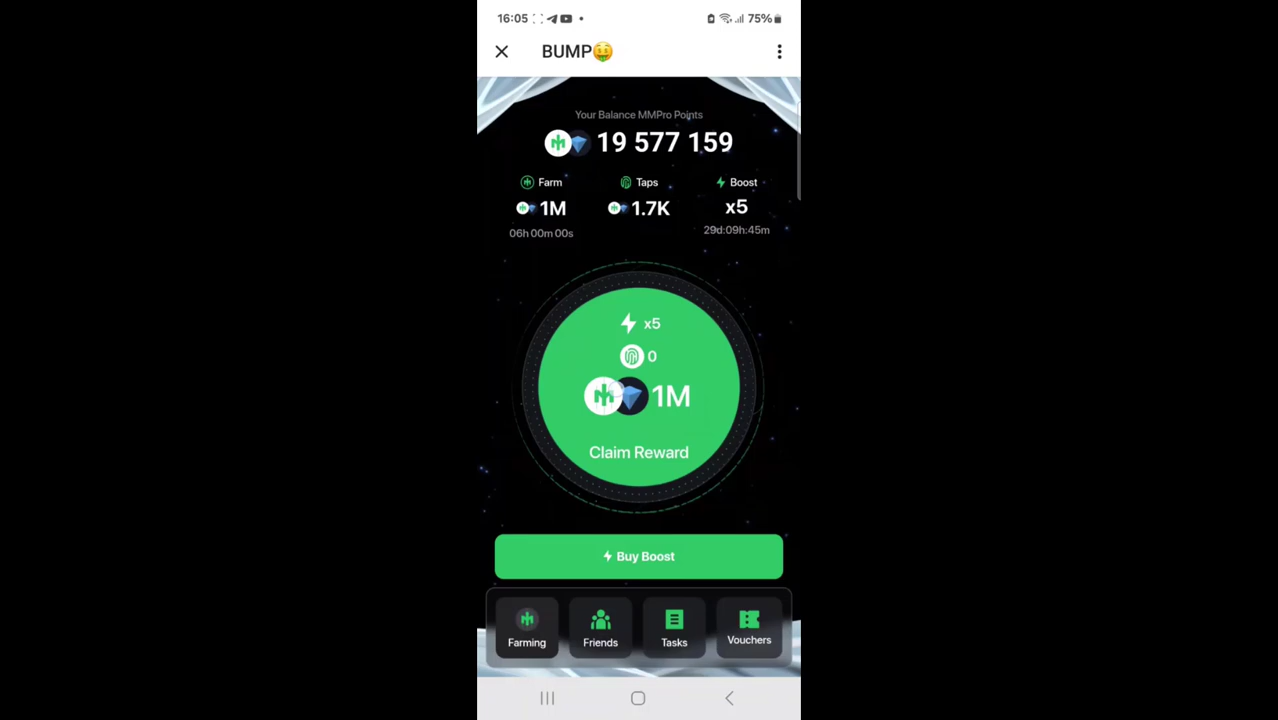 16:05 75%
BUMP🤑
Your Balance MMPro Points
19 577 159
Farm Taps Boost
1M 1.7K x5
06h 00m 00s 29d:09h:45m
x5
0
1M
Claim Reward
Buy Boost
Farming Friends Tasks Vouchers